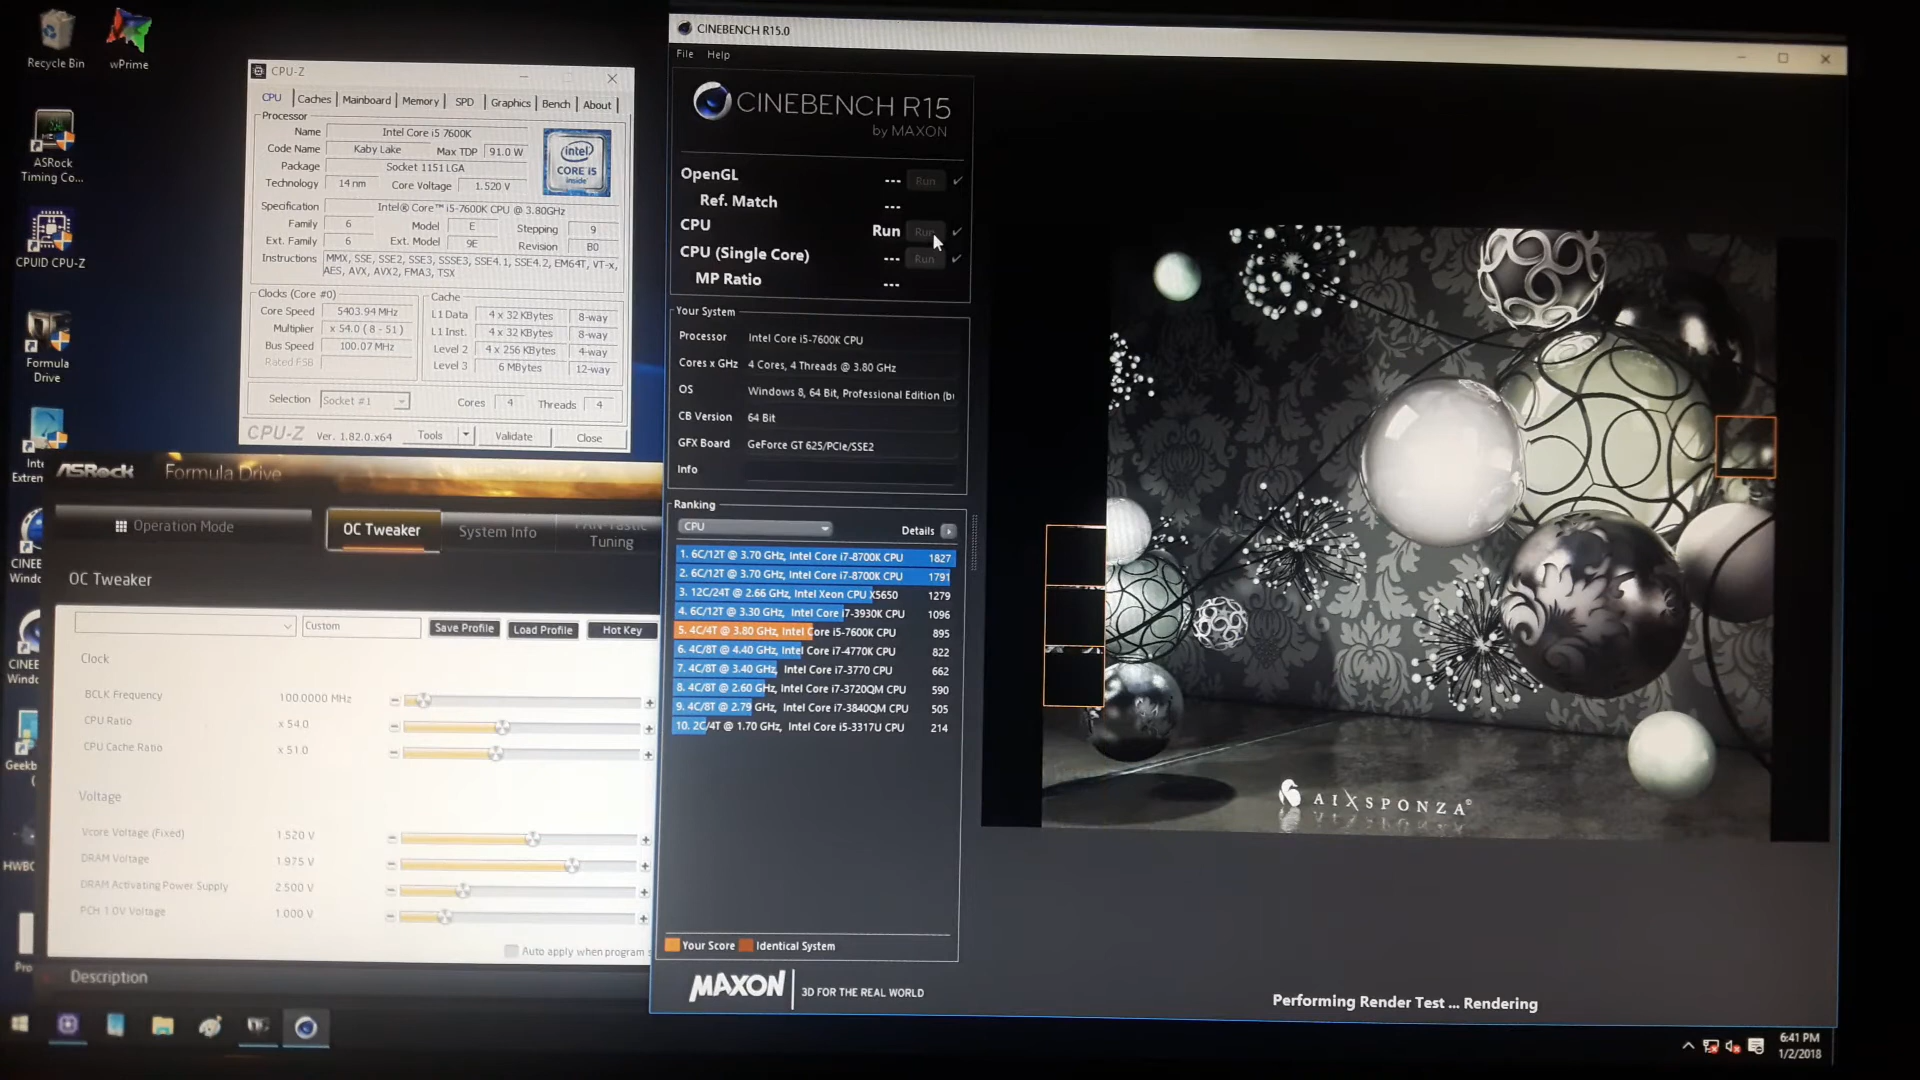 Recycle Bin
wPrime
ASRock
Timing Co...
CPUID CPU-Z
Formula
Drive
Inte
Extren
CINEE
Windo
CINEE
Windo
Geekb
(
HWBC
Pro
CPU-Z
CPU
Caches
Mainboard
Memory
SPD
Graphics
Bench
About
Processor
Name
Intel Core i5 7600K
Code Name
Kaby Lake
Max TDP
91.0 W
Package
Socket 1151 LGA
Technology
14 nm
Core Voltage
1.520 V
intel
CORE i5
inside
Specification
Intel® Core™ i5-7600K CPU @ 3.80GHz
Family
6
Model
E
Stepping
9
Ext. Family
6
Ext. Model
9E
Revision
B0
Instructions
MMX, SSE, SSE2, SSE3, SSSE3, SSE4.1, SSE4.2, EM64T, VT-x,
AES, AVX, AVX2, FMA3, TSX
Clocks (Core #0)
Core Speed
5403.94 MHz
Multiplier
x 54.0 ( 8 - 51 )
Bus Speed
100.07 MHz
Rated FSB
Cache
L1 Data
4 x 32 KBytes
8-way
L1 Inst.
4 x 32 KBytes
8-way
Level 2
4 x 256 KBytes
4-way
Level 3
6 MBytes
12-way
Selection
Socket #1
Cores
4
Threads
4
CPU-Z
Ver. 1.82.0.x64
Tools
Validate
Close
ASRock
Formula Drive
Operation Mode
OC Tweaker
System Info
FAN-Tastic
Tuning
OC Tweaker
Custom
Save Profile
Load Profile
Hot Key
Clock
BCLK Frequency
100.0000 MHz
CPU Ratio
x 54.0
CPU Cache Ratio
x 51.0
Voltage
Vcore Voltage (Fixed)
1.520 V
DRAM Voltage
1.975 V
DRAM Activating Power Supply
2.500 V
PCH 1.0V Voltage
1.000 V
Auto apply when program s
Description
CINEBENCH R15.0
File
Help
CINEBENCH R15
by MAXON
OpenGL
---
Run
Ref. Match
---
CPU
Run
Run
CPU (Single Core)
---
Run
MP Ratio
---
Your System
Processor
Intel Core i5-7600K CPU
Cores x GHz
4 Cores, 4 Threads @ 3.80 GHz
OS
Windows 8, 64 Bit, Professional Edition (b
CB Version
64 Bit
GFX Board
GeForce GT 625/PCIe/SSE2
Info
Ranking
CPU
Details
1. 6C/12T @ 3.70 GHz, Intel Core i7-8700K CPU 1827
2. 6C/12T @ 3.70 GHz, Intel Core i7-8700K CPU 1791
3. 12C/24T @ 2.66 GHz, Intel Xeon CPU X5650 1279
4. 6C/12T @ 3.30 GHz, Intel Core i7-3930K CPU 1096
5. 4C/4T @ 3.80 GHz, Intel Core i5-7600K CPU 895
6. 4C/8T @ 4.40 GHz, Intel Core i7-4770K CPU 822
7. 4C/8T @ 3.40 GHz, Intel Core i7-3770 CPU 662
8. 4C/8T @ 2.60 GHz, Intel Core i7-3720QM CPU 590
9. 4C/8T @ 2.79 GHz, Intel Core i7-3840QM CPU 505
10. 2C/4T @ 1.70 GHz, Intel Core i5-3317U CPU 214
Your Score
Identical System
MAXON
3D FOR THE REAL WORLD
AIXSPONZA®
Performing Render Test ... Rendering
6:41 PM
1/2/2018